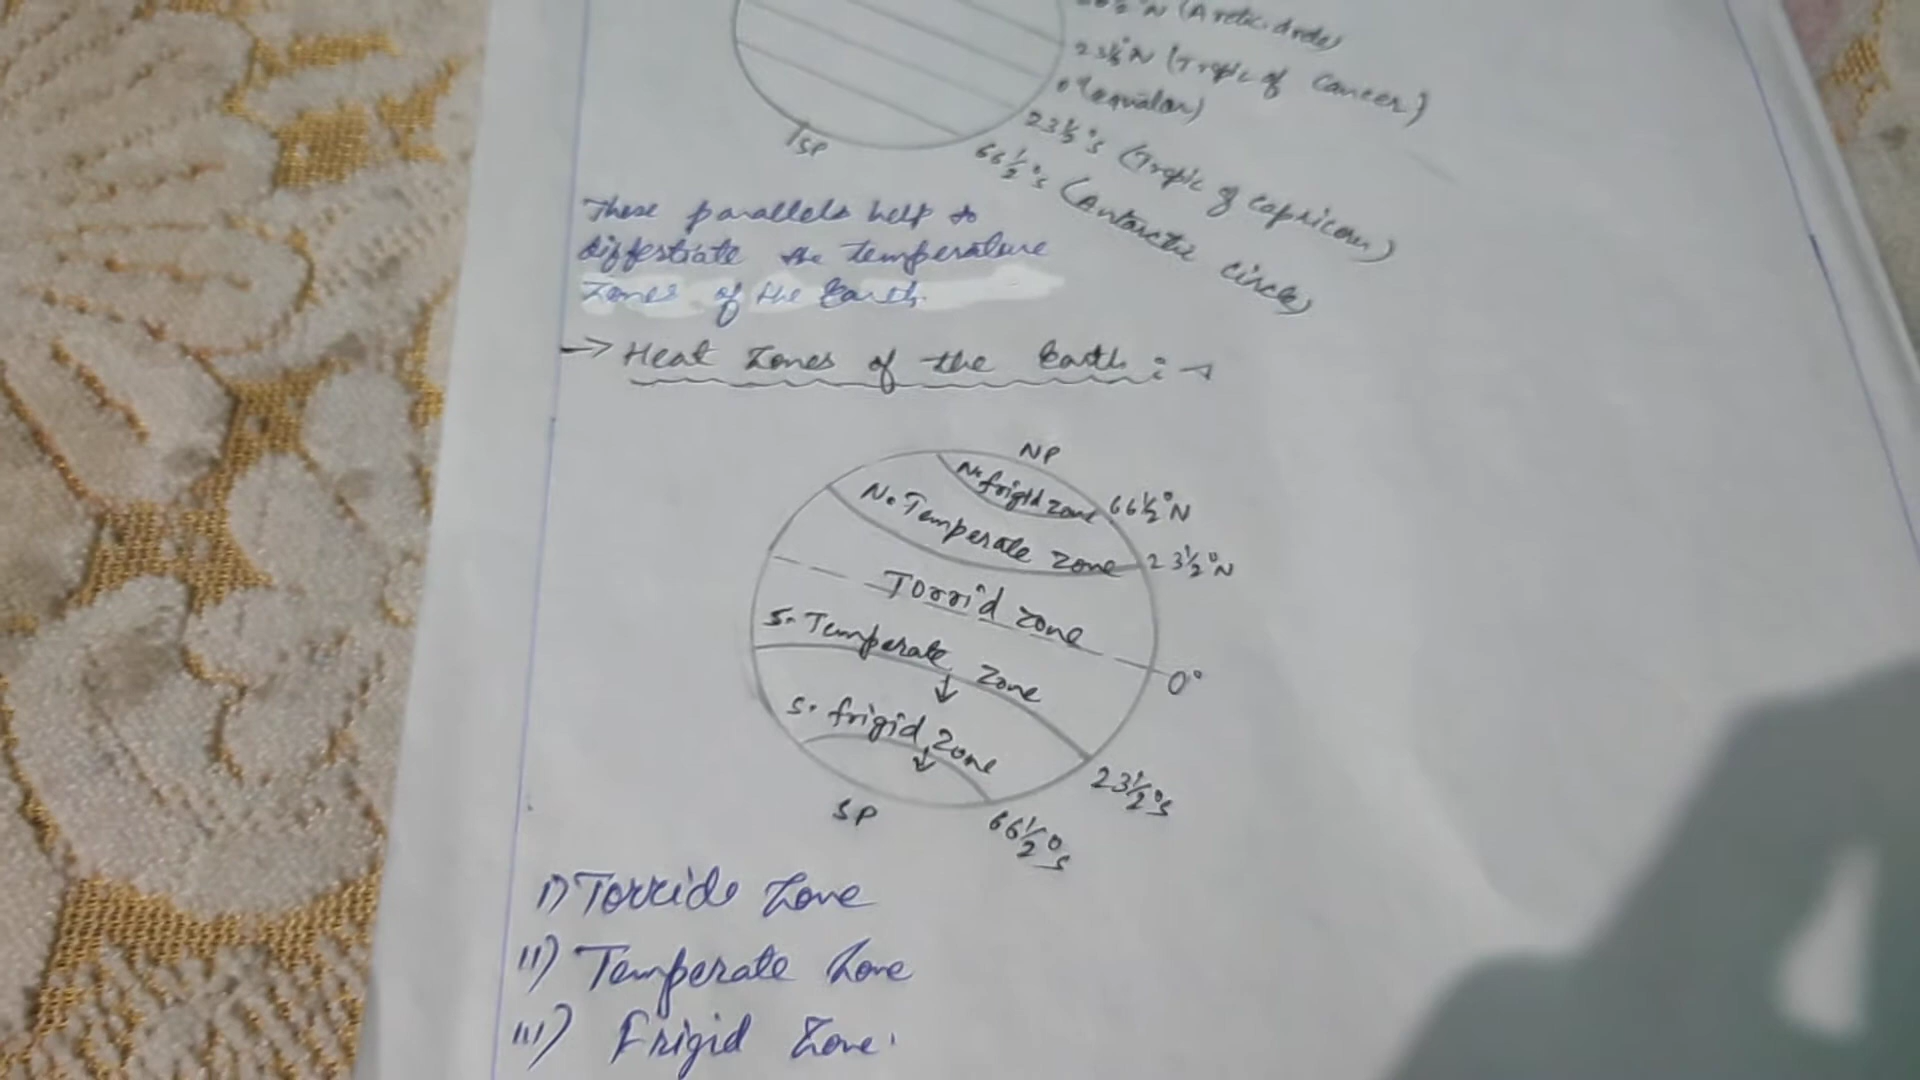 N (Arctic circle)
23½°N (Tropic of Cancer)
0° (equator)
23½°S (Tropic of Capricorn)
66½°S (Antarctic circle)
SP
These parallels help to
diffestiate the temperature
Zones of the Earth.
→ Heat Zones of the Earth :→
NP
N. frigid zone 66½°N
N. Temperate zone 23½°N
Torrid zone
0°
S. Temperate zone
23½°S
S. frigid zone
66½°S
SP
i) Torride Zone
ii) Temperate Zone
iii) Frigid Zone.